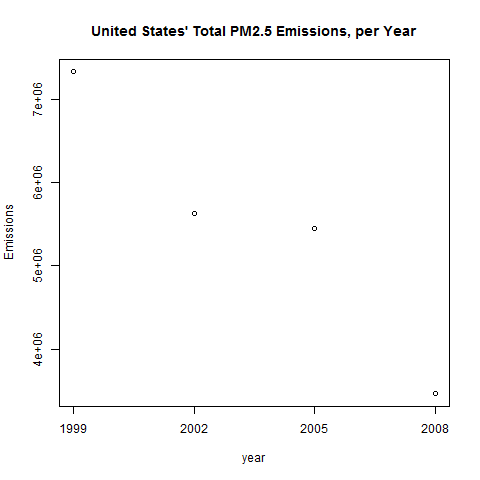 United States' Total PM2.5 Emissions, per Year
Emissions
7e+06
6e+06
5e+06
4e+06
1999 2002 2005 2008
year